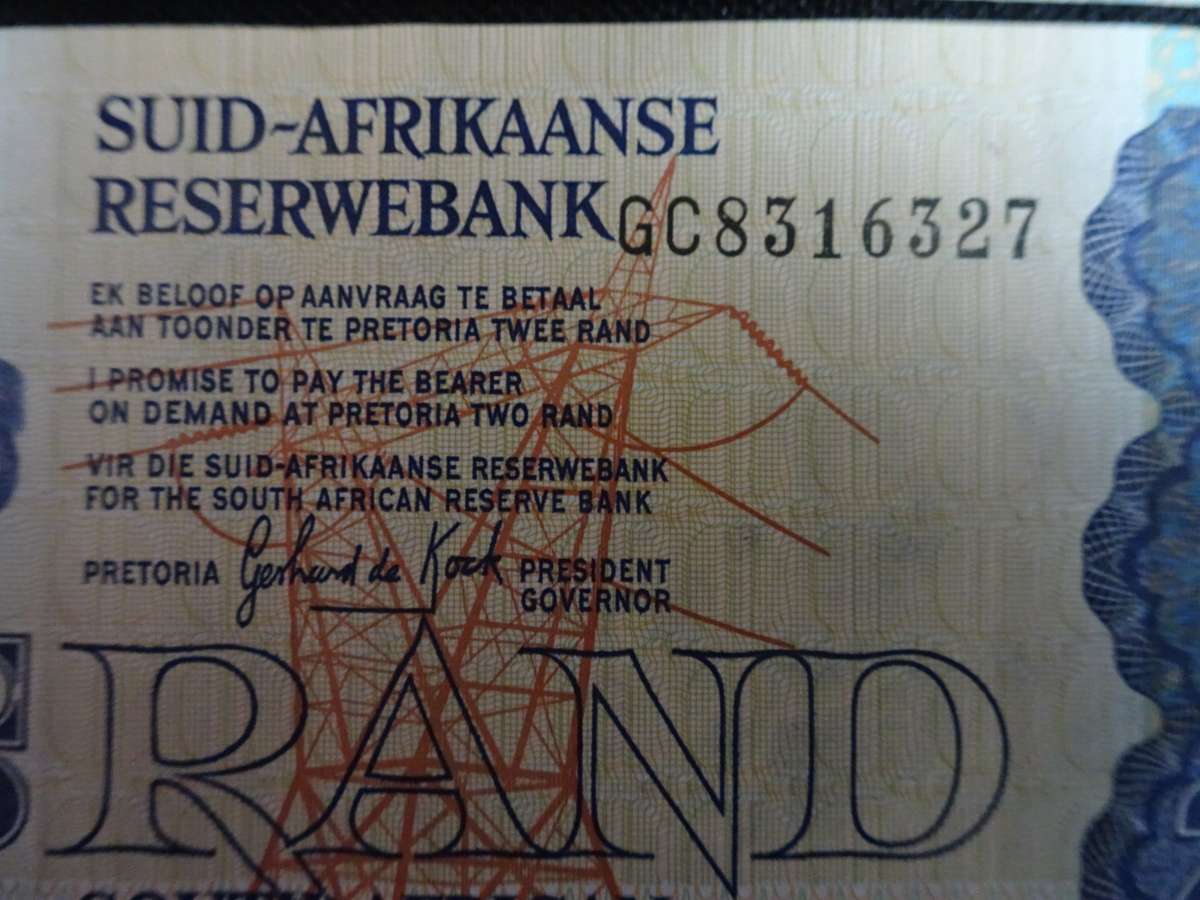 SUID-AFRIKAANSE
RESERWEBANK GC8316327
EK BELOOF OP AANVRAAG TE BETAAL
AAN TOONDER TE PRETORIA TWEE RAND
I PROMISE TO PAY THE BEARER
ON DEMAND AT PRETORIA TWO RAND
VIR DIE SUID-AFRIKAANSE RESERWEBANK
FOR THE SOUTH AFRICAN RESERVE BANK
PRETORIA Gerhard de Kock PRESIDENT
GOVERNOR
RAND